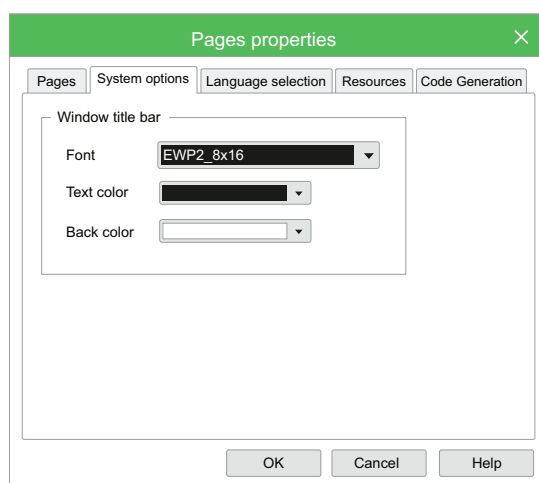 Pages properties
Pages System options Language selection Resources Code Generation
Window title bar
Font EWP2_8x16
Text color
Back color
OK Cancel Help